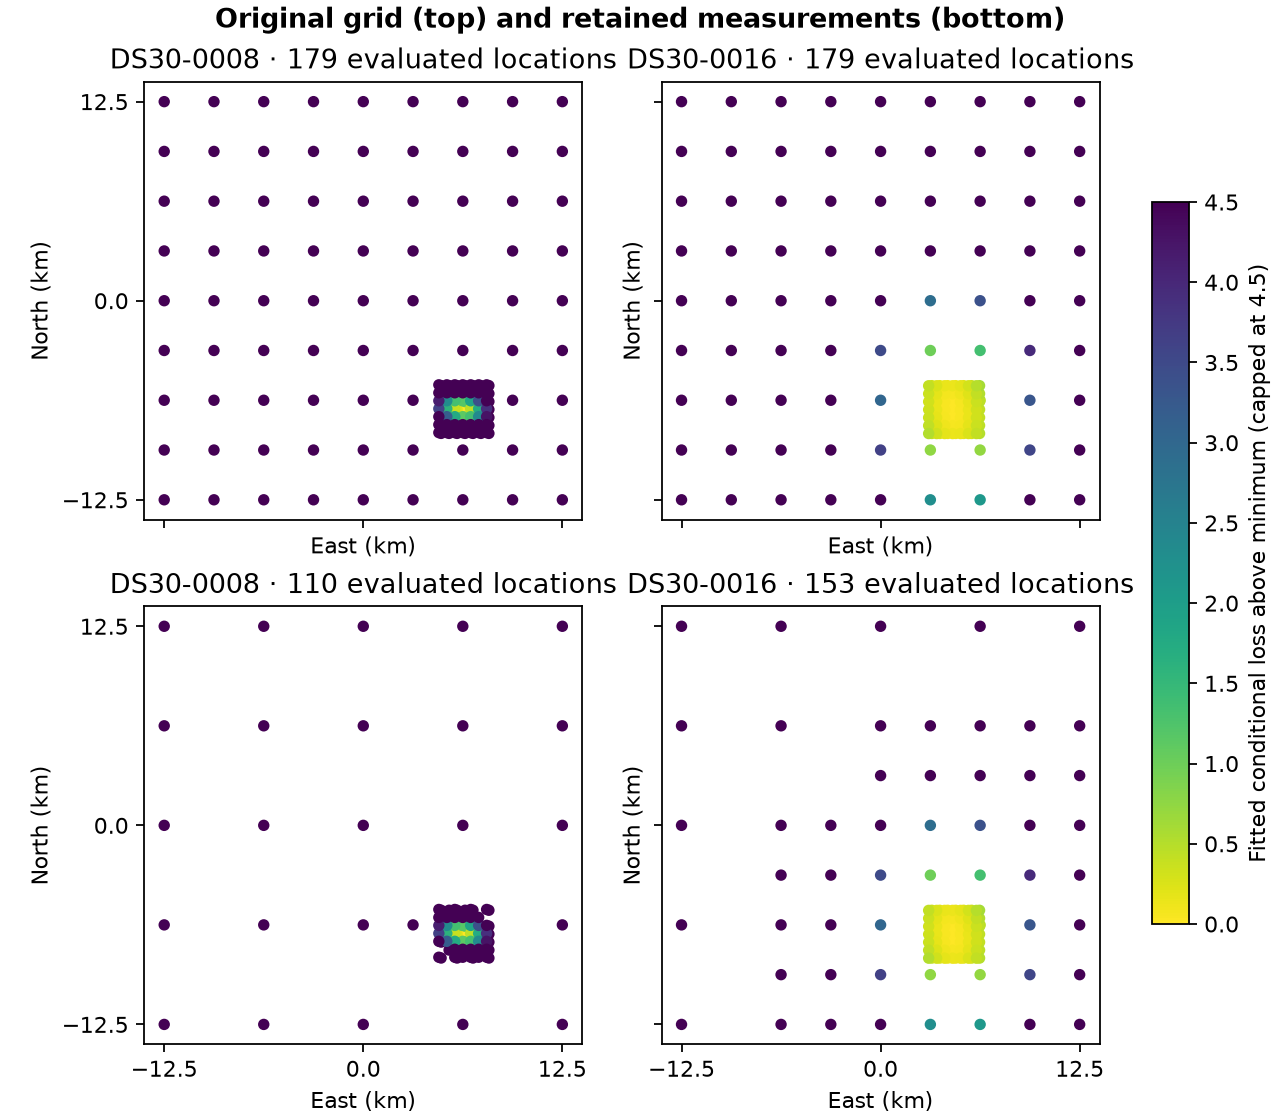 Original grid (top) and retained measurements (bottom)
DS30-0008 · 179 evaluated locations
DS30-0016 · 179 evaluated locations
12.5
0.0
−12.5
North (km)
North (km)
East (km)
East (km)
DS30-0008 · 110 evaluated locations
DS30-0016 · 153 evaluated locations
12.5
0.0
−12.5
North (km)
North (km)
−12.5
0.0
12.5
−12.5
0.0
12.5
East (km)
East (km)
4.5
4.0
3.5
3.0
2.5
2.0
1.5
1.0
0.5
0.0
Fitted conditional loss above minimum (capped at 4.5)